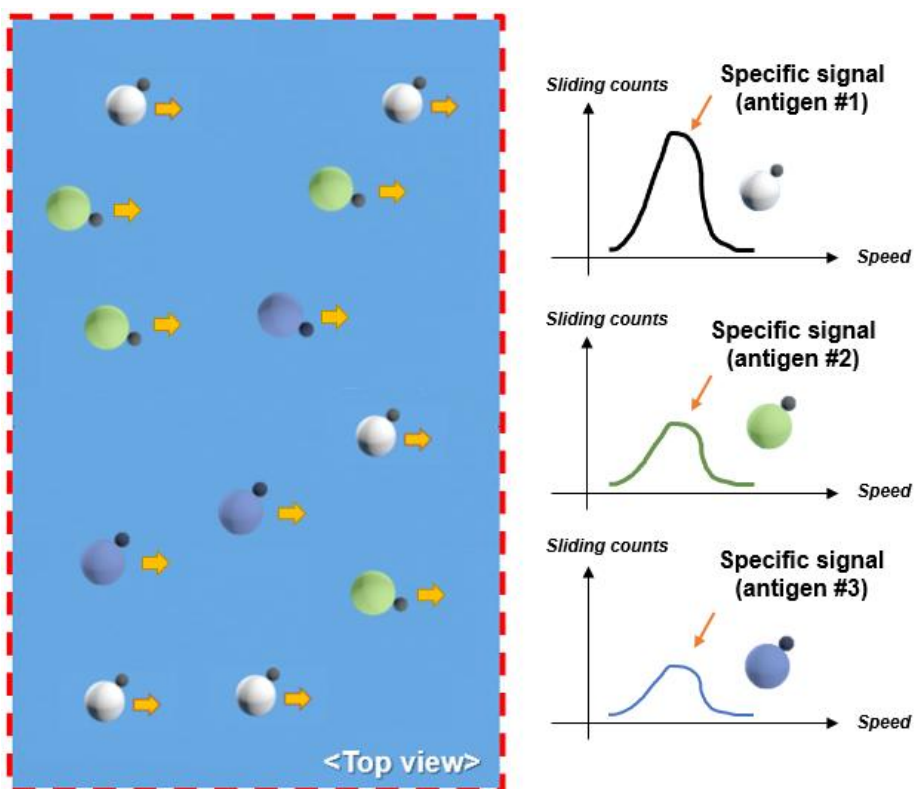 <Top view>
Sliding counts
Specific signal
(antigen #1)
Speed
Sliding counts
Specific signal
(antigen #2)
Speed
Sliding counts
Specific signal
(antigen #3)
Speed